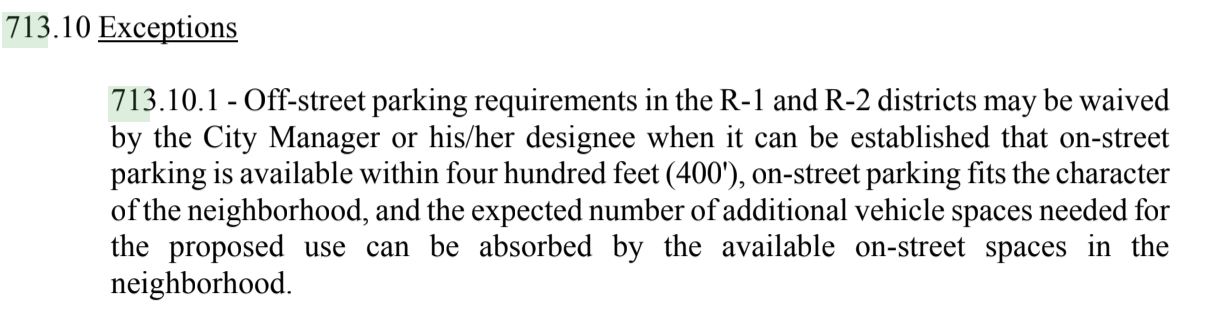 713.10 Exceptions
713.10.1 - Off-street parking requirements in the R-1 and R-2 districts may be waived
by the City Manager or his/her designee when it can be established that on-street
parking is available within four hundred feet (400'), on-street parking fits the character
of the neighborhood, and the expected number of additional vehicle spaces needed for
the proposed use can be absorbed by the available on-street spaces in the
neighborhood.